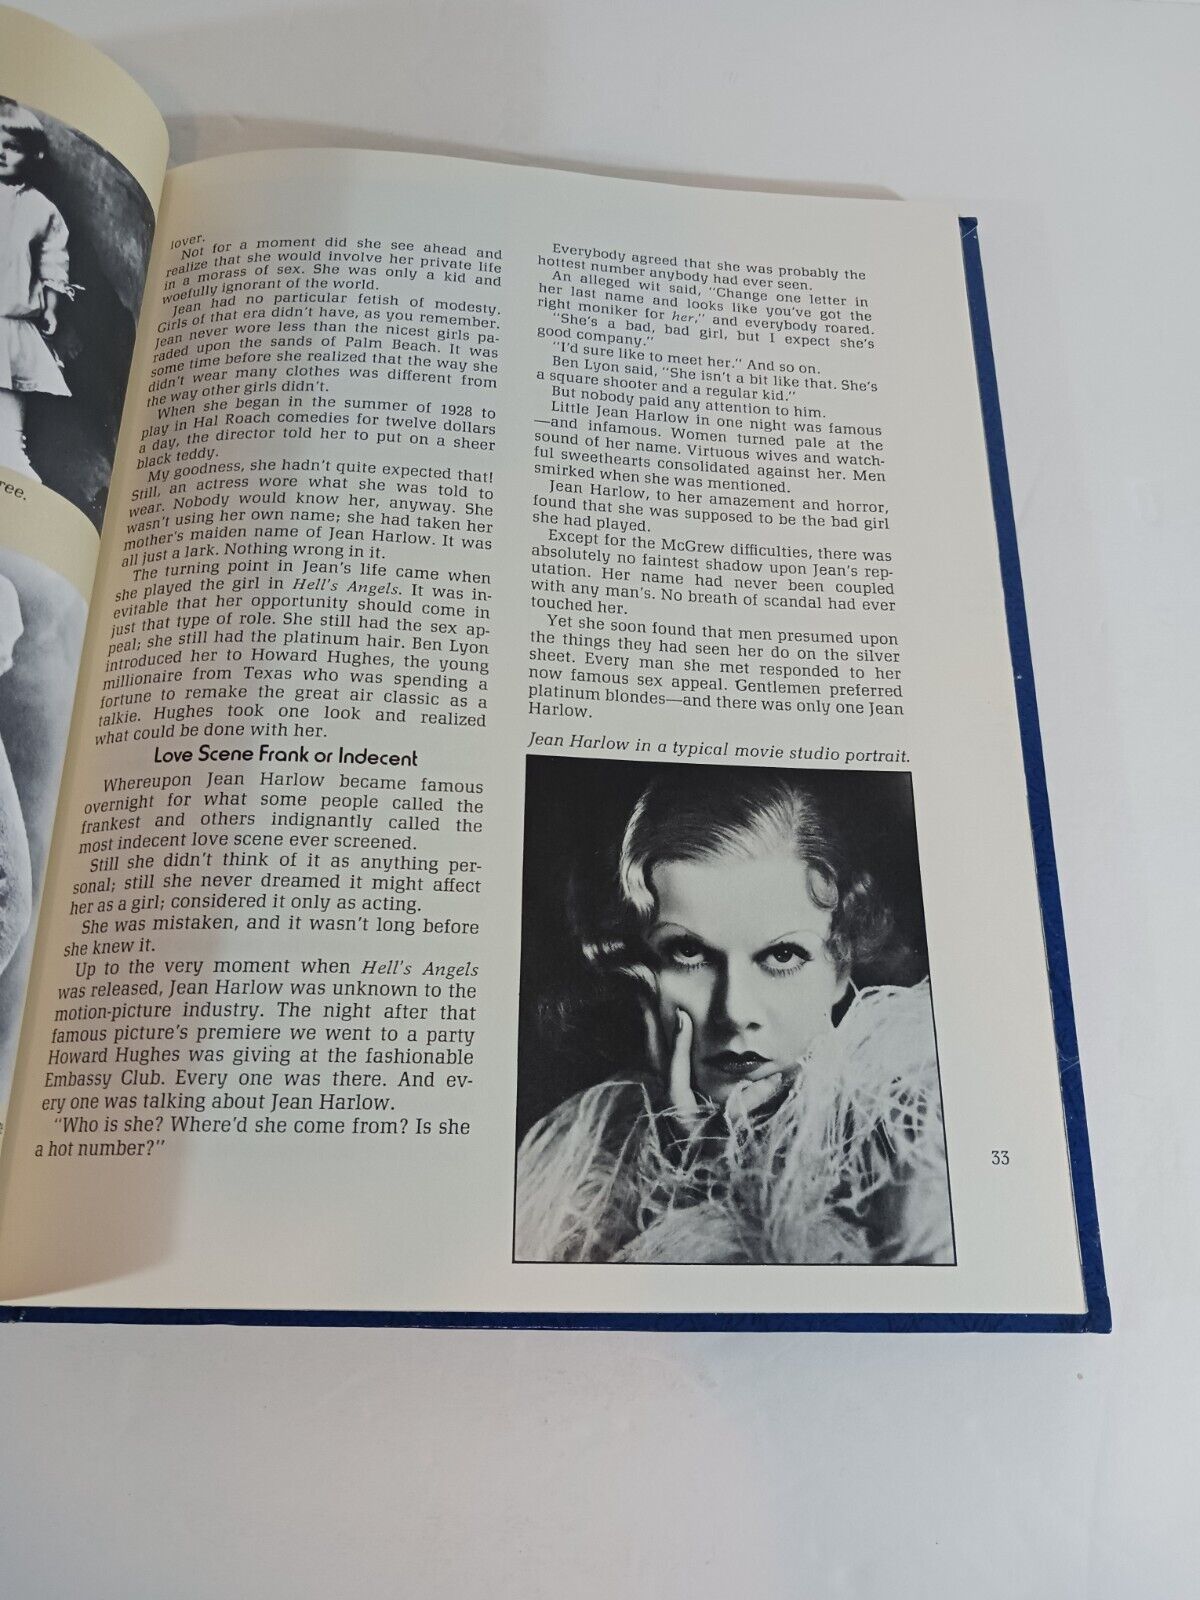 ree.
lover.
Not for a moment did she see ahead and
realize that she would involve her private life
in a morass of sex. She was only a kid and
woefully ignorant of the world.
Jean had no particular fetish of modesty.
Girls of that era didn't have, as you remember.
Jean never wore less than the nicest girls pa-
raded upon the sands of Palm Beach. It was
some time before she realized that the way she
didn't wear many clothes was different from
the way other girls didn't.
When she began in the summer of 1928 to
play in Hal Roach comedies for twelve dollars
a day, the director told her to put on a sheer
black teddy.
My goodness, she hadn't quite expected that!
Still, an actress wore what she was told to
wear. Nobody would know her, anyway. She
wasn't using her own name; she had taken her
mother's maiden name of Jean Harlow. It was
all just a lark. Nothing wrong in it.
The turning point in Jean's life came when
she played the girl in Hell's Angels. It was in-
evitable that her opportunity should come in
just that type of role. She still had the sex ap-
peal; she still had the platinum hair. Ben Lyon
introduced her to Howard Hughes, the young
millionaire from Texas who was spending a
fortune to remake the great air classic as a
talkie. Hughes took one look and realized
what could be done with her.
Love Scene Frank or Indecent
Whereupon Jean Harlow became famous
overnight for what some people called the
frankest and others indignantly called the
most indecent love scene ever screened.
Still she didn't think of it as anything per-
sonal; still she never dreamed it might affect
her as a girl; considered it only as acting.
She was mistaken, and it wasn't long before
she knew it.
Up to the very moment when Hell's Angels
was released, Jean Harlow was unknown to the
motion-picture industry. The night after that
famous picture's premiere we went to a party
Howard Hughes was giving at the fashionable
Embassy Club. Every one was there. And ev-
ery one was talking about Jean Harlow.
"Who is she? Where'd she come from? Is she
a hot number?"
Everybody agreed that she was probably the
hottest number anybody had ever seen.
An alleged wit said, "Change one letter in
her last name and looks like you've got the
right moniker for her," and everybody roared.
"She's a bad, bad girl, but I expect she's
good company."
"I'd sure like to meet her." And so on.
Ben Lyon said, "She isn't a bit like that. She's
a square shooter and a regular kid."
But nobody paid any attention to him.
Little Jean Harlow in one night was famous
—and infamous. Women turned pale at the
sound of her name. Virtuous wives and watch-
ful sweethearts consolidated against her. Men
smirked when she was mentioned.
Jean Harlow, to her amazement and horror,
found that she was supposed to be the bad girl
she had played.
Except for the McGrew difficulties, there was
absolutely no faintest shadow upon Jean's rep-
utation. Her name had never been coupled
with any man's. No breath of scandal had ever
touched her.
Yet she soon found that men presumed upon
the things they had seen her do on the silver
sheet. Every man she met responded to her
now famous sex appeal. Gentlemen preferred
platinum blondes—and there was only one Jean
Harlow.
Jean Harlow in a typical movie studio portrait.
33